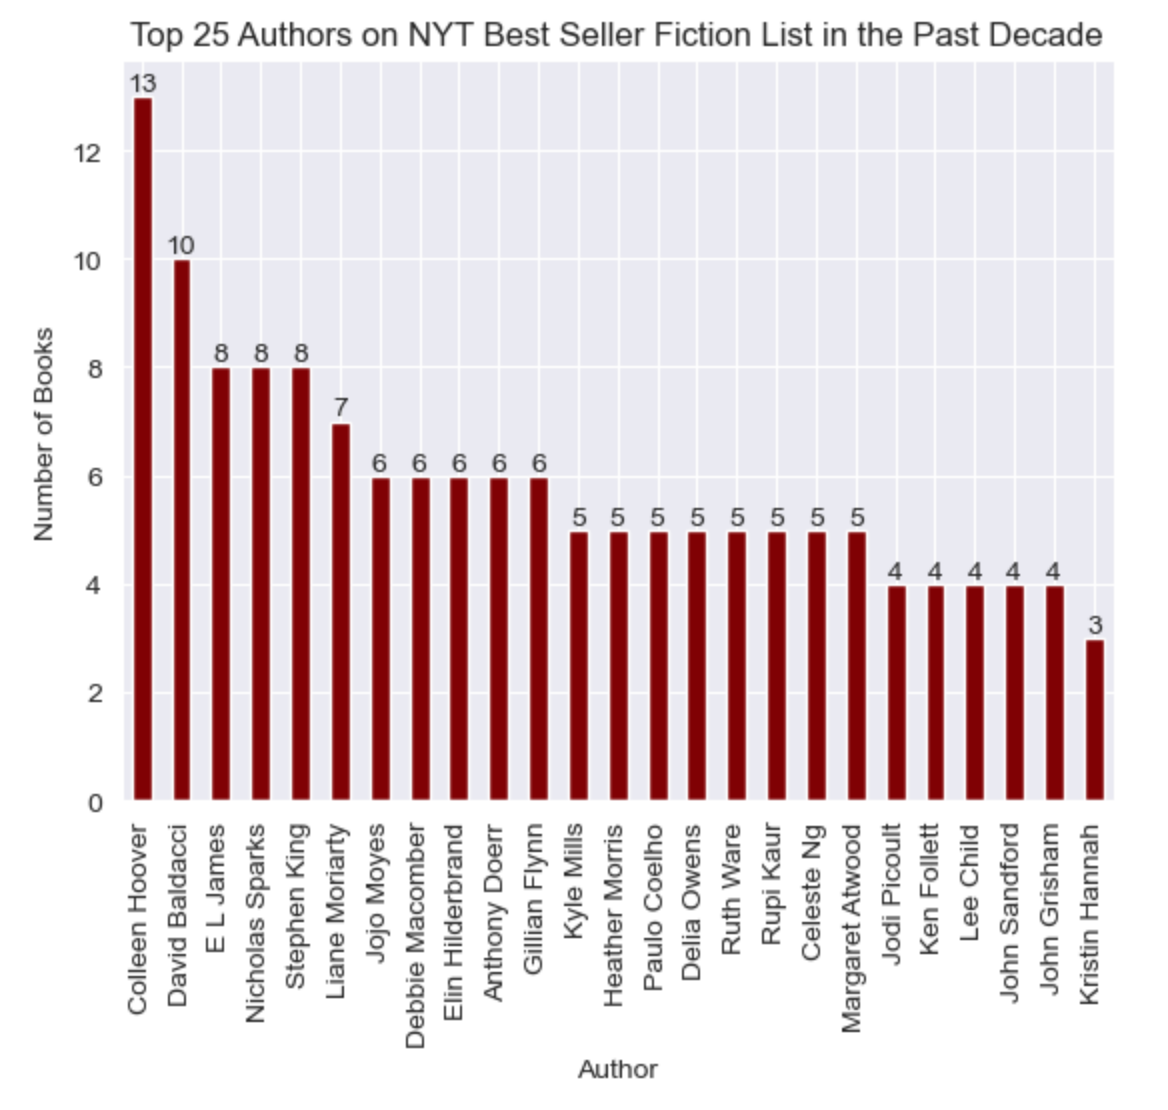 Top 25 Authors on NYT Best Seller Fiction List in the Past Decade
13
12
10
10
8
8 8 8
7
6
6 6 6 6 6
5 5 5 5 5 5 5 5
4
4 4 4 4 4
3
2
0
Number of Books
Colleen Hoover
David Baldacci
E L James
Nicholas Sparks
Stephen King
Liane Moriarty
Jojo Moyes
Debbie Macomber
Elin Hilderbrand
Anthony Doerr
Gillian Flynn
Kyle Mills
Heather Morris
Paulo Coelho
Delia Owens
Ruth Ware
Rupi Kaur
Celeste Ng
Margaret Atwood
Jodi Picoult
Ken Follett
Lee Child
John Sandford
John Grisham
Kristin Hannah
Author